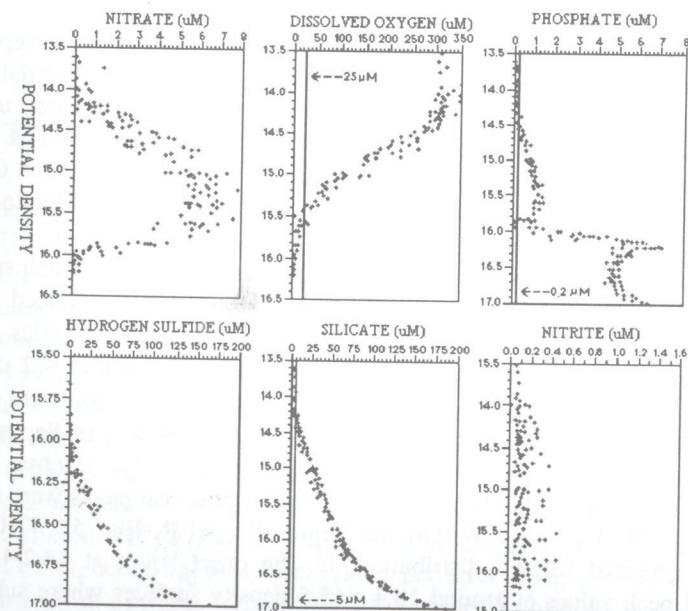 NITRATE (uM)
0 1 2 3 4 5 6 7 8
13.5
14.0
14.5
15.0
15.5
16.0
16.5
POTENTIAL DENSITY
DISSOLVED OXYGEN (uM)
0 50 100 150 200 250 300 350
13.5
14.0
14.5
15.0
15.5
16.0
16.5
25 µM
PHOSPHATE (uM)
0 1 2 3 4 5 6 7 8
13.5
14.0
14.5
15.0
15.5
16.0
16.5
17.0
0.2 µM
HYDROGEN SULFIDE (uM)
0 25 50 75 100 125 150 175 200
15.50
15.75
16.00
16.25
16.50
16.75
17.00
POTENTIAL DENSITY
SILICATE (uM)
0 25 50 75 100 125 150 175 200
13.5
14.0
14.5
15.0
15.5
16.0
16.5
17.0
5 µM
NITRITE (uM)
0.0 0.2 0.4 0.6 0.8 1.0 1.2 1.4 1.6
13.5
14.0
14.5
15.0
15.5
16.0